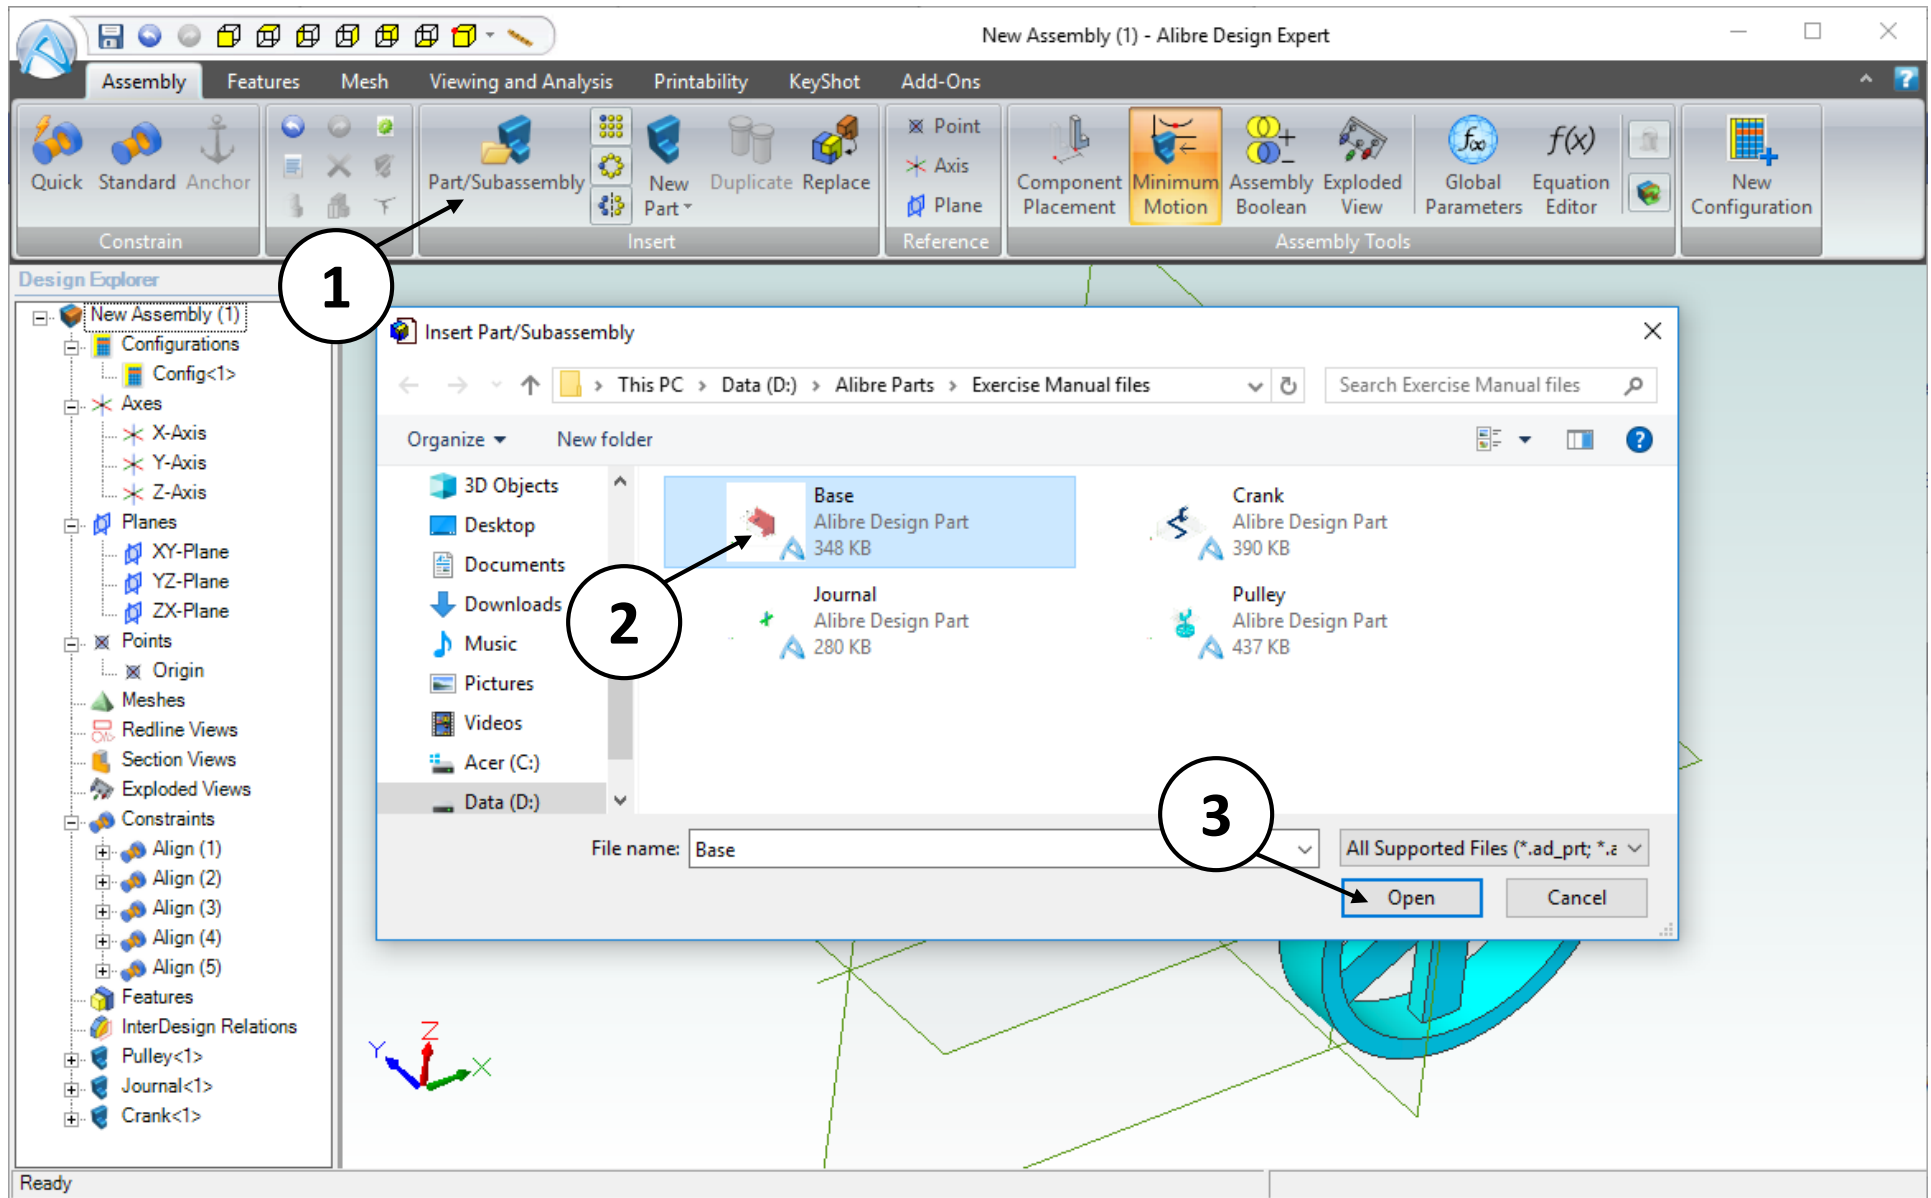 New Assembly (1) - Alibre Design Expert
Assembly Features Mesh Viewing and Analysis Printability KeyShot Add-Ons
Quick Standard Anchor
Constrain
Part/Subassembly
New Part
Duplicate Replace
Insert
Point
Axis
Plane
Reference
Component Placement
Minimum Motion
Assembly Boolean
Exploded View
Global Parameters
f(x)
Equation Editor
Assembly Tools
New Configuration
1
Design Explorer
New Assembly (1)
Configurations
Config<1>
Axes
X-Axis
Y-Axis
Z-Axis
Planes
XY-Plane
YZ-Plane
ZX-Plane
Points
Origin
Meshes
Redline Views
Section Views
Exploded Views
Constraints
Align (1)
Align (2)
Align (3)
Align (4)
Align (5)
Features
InterDesign Relations
Pulley<1>
Journal<1>
Crank<1>
Insert Part/Subassembly
This PC > Data (D:) > Alibre Parts > Exercise Manual files
Search Exercise Manual files
Organize New folder
3D Objects
Desktop
Documents
Downloads
Music
Pictures
Videos
Acer (C:)
Data (D:)
Base
Alibre Design Part
348 KB
Crank
Alibre Design Part
390 KB
Journal
Alibre Design Part
280 KB
Pulley
Alibre Design Part
437 KB
2
3
File name: Base
All Supported Files (*.ad_prt; *.a
Open Cancel
Z
Y
X
Ready